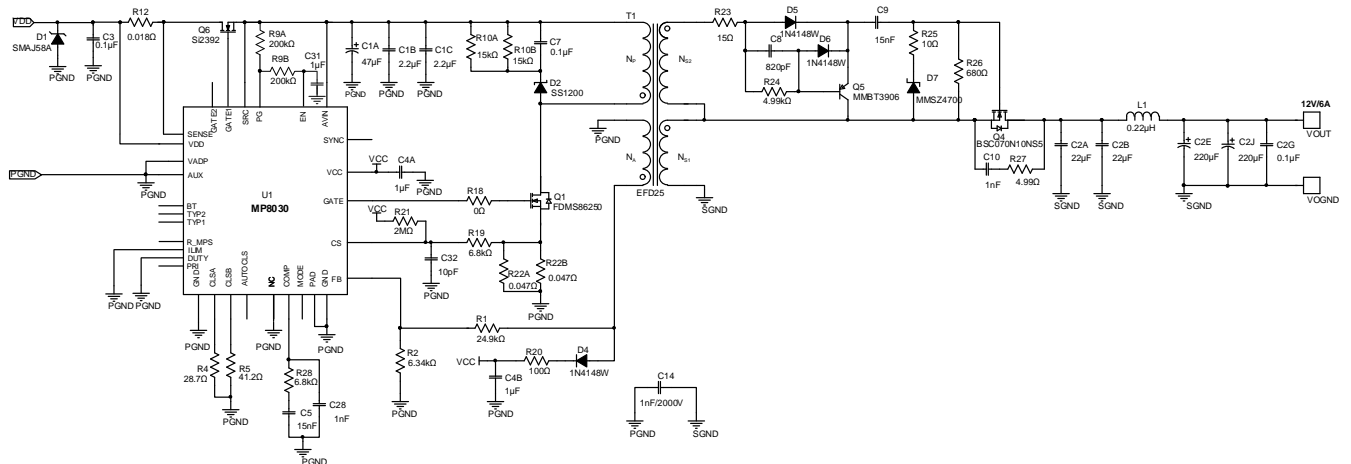 VDD
D1
SMAJ58A
PGND
C3
0.1µF
PGND
R12
0.018Ω
Q6
Si2392
R9A
200kΩ
R9B
200kΩ
C31
1µF
PGND
C1A
47µF
PGND
C1B
2.2µF
PGND
C1C
2.2µF
PGND
R10A
15kΩ
R10B
15kΩ
C7
0.1µF
D2
SS1200
T1
NP
NS2
NA
NS1
EFD25
PGND
SGND
R23
15Ω
D5
1N4148W
C8
820pF
D6
1N4148W
R24
4.99kΩ
Q5
MMBT3906
C9
15nF
R25
10Ω
D7
MMSZ4700
R26
680Ω
Q4
BSC070N10NS5
C10
1nF
R27
4.99Ω
C2A
22µF
SGND
C2B
22µF
SGND
L1
0.22µH
C2E
220µF
SGND
C2J
220µF
C2G
0.1µF
12V/6A
VOUT
VOGND
SGND
PGND
PGND
GATE2
GATE1
SRC
PG
EN
AVIN
SENSE
VDD
VADP
AUX
BT
TYP2
TYP1
R_MPS
ILIM
DUTY
PRI
U1
MP8030
SYNC
VCC
GATE
CS
FB
GND
CLSA
CLSB
AUTOCLS
NC
COMP
MODE
PAD
GND
VCC
C4A
1µF
PGND
R18
0Ω
Q1
FDMS86250
VCC
R21
2MΩ
R19
6.8kΩ
C32
10pF
PGND
R22A
0.047Ω
R22B
0.047Ω
PGND
PGND
PGND
PGND
PGND
PGND
R4
28.7Ω
R5
41.2Ω
PGND
R28
6.8kΩ
C5
15nF
C28
1nF
PGND
R1
24.9kΩ
R2
6.34kΩ
PGND
VCC
R20
100Ω
D4
1N4148W
C4B
1µF
PGND
C14
1nF/2000V
PGND
SGND